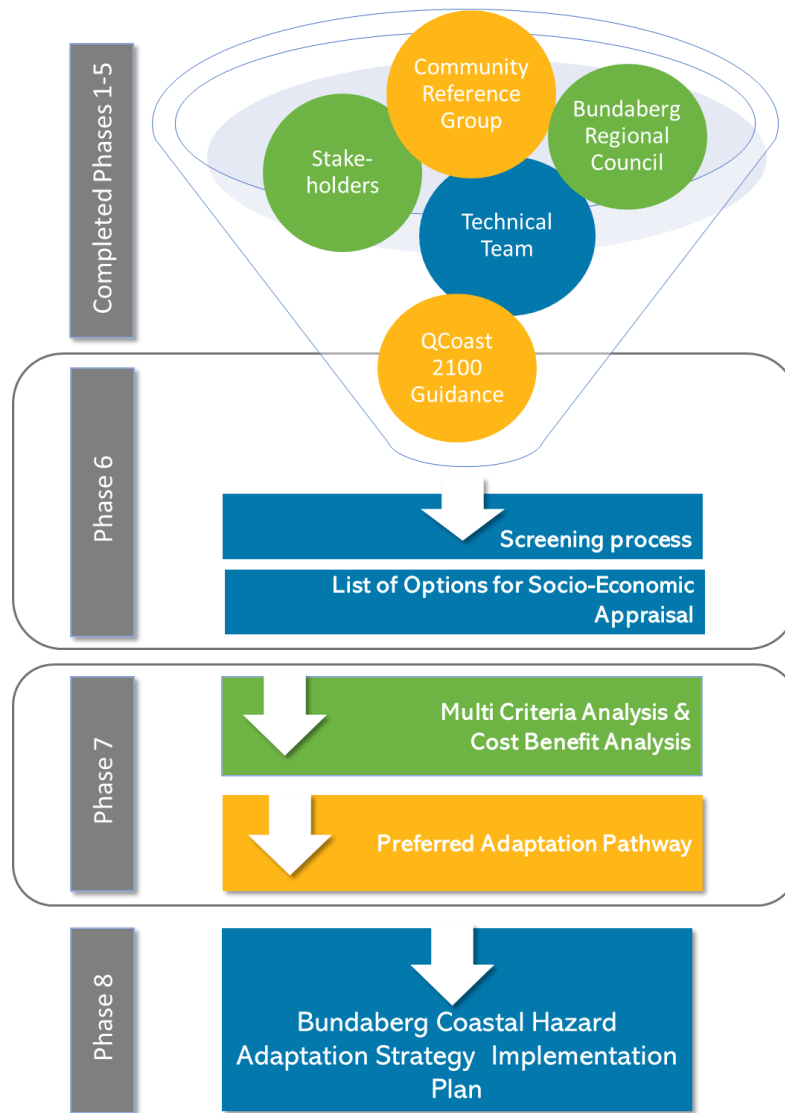 Completed Phases 1-5
Community
Reference
Group
Bundaberg
Regional
Council
Stake-
holders
Technical
Team
QCoast
2100
Guidance
Phase 6
Screening process
List of Options for Socio-Economic
Appraisal
Phase 7
Multi Criteria Analysis &
Cost Benefit Analysis
Preferred Adaptation Pathway
Phase 8
Bundaberg Coastal Hazard
Adaptation Strategy Implementation
Plan